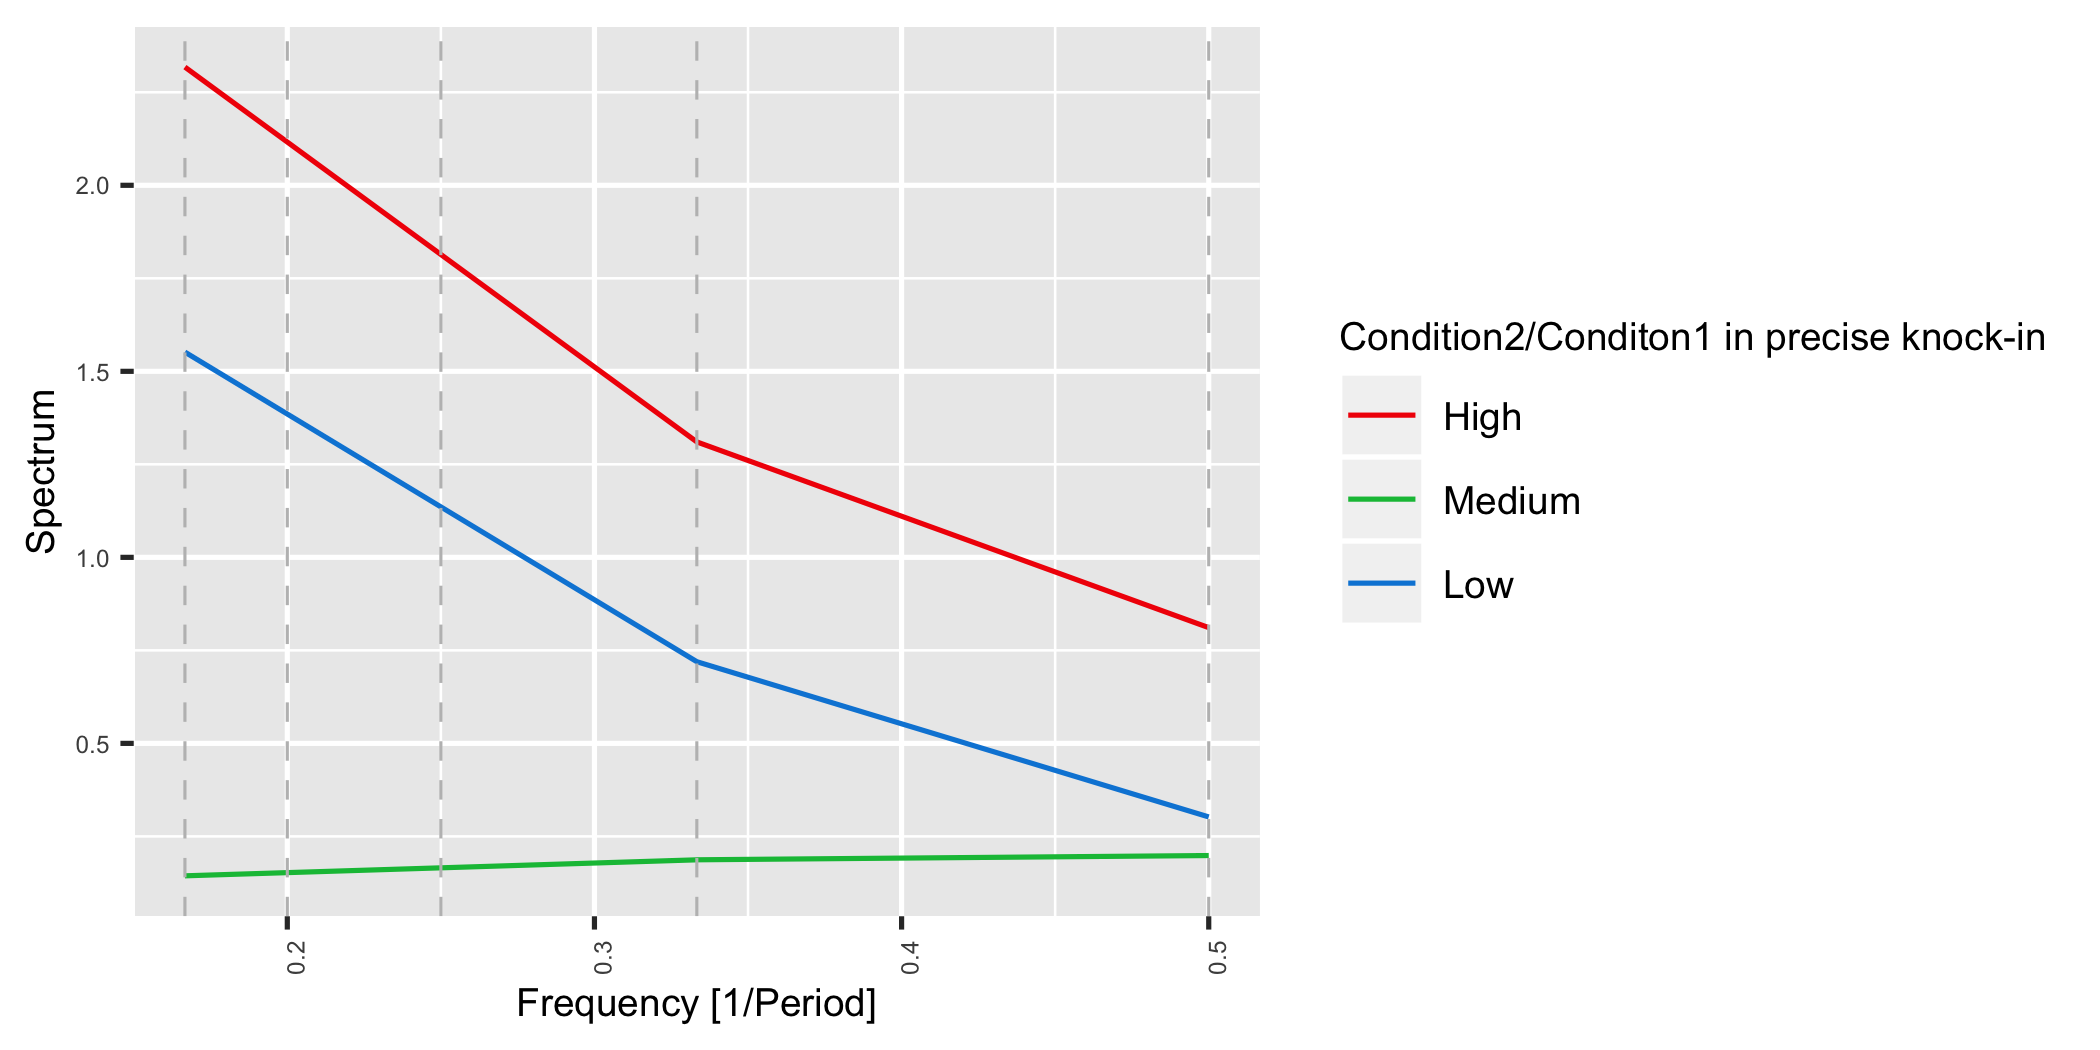 2.0
1.5
1.0
0.5
Spectrum
0.2
0.3
0.4
0.5
Frequency [1/Period]
Condition2/Conditon1 in precise knock-in
High
Medium
Low